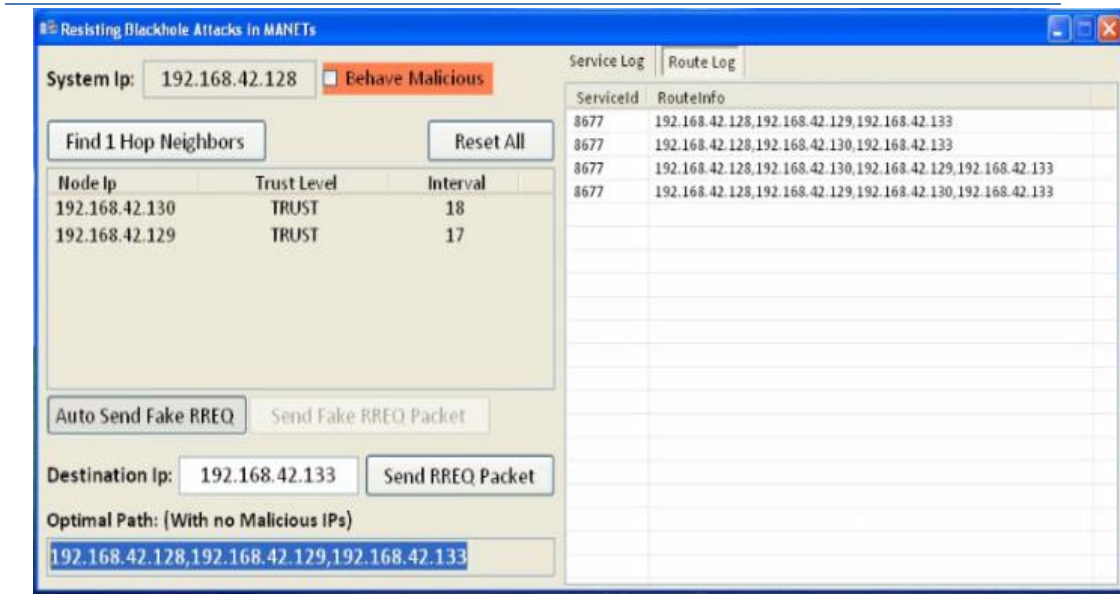 Resisting Blackhole Attacks in MANETs
System Ip: 192.168.42.128 Behave Malicious
Find 1 Hop Neighbors Reset All
Node Ip Trust Level Interval
192.168.42.130 TRUST 18
192.168.42.129 TRUST 17
Auto Send Fake RREQ Send Fake RREQ Packet
Destination Ip: 192.168.42.133 Send RREQ Packet
Optimal Path: (With no Malicious IPs)
192.168.42.128,192.168.42.129,192.168.42.133
Service Log Route Log
ServiceId RouteInfo
8677 192.168.42.128,192.168.42.129,192.168.42.133
8677 192.168.42.128,192.168.42.130,192.168.42.133
8677 192.168.42.128,192.168.42.130,192.168.42.129,192.168.42.133
8677 192.168.42.128,192.168.42.129,192.168.42.130,192.168.42.133